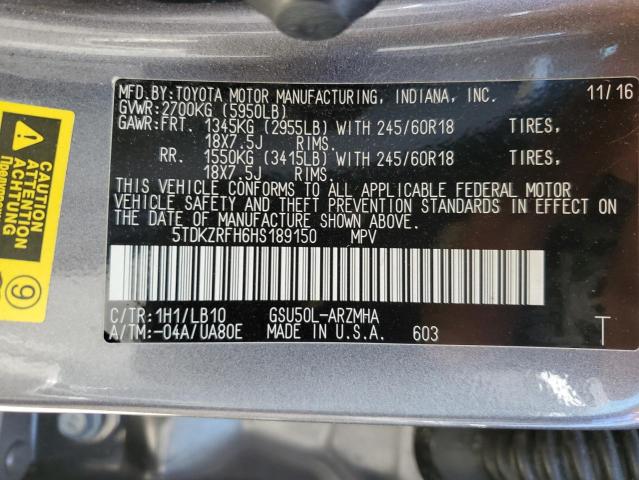 MFD.BY:TOYOTA MOTOR MANUFACTURING, INDIANA, INC. 11/16
GVWR:2700KG (5950LB)
GAWR:FRT. 1345KG (2955LB) WITH 245/60R18 TIRES,
18X7.5J RIMS.
RR. 1550KG (3415LB) WITH 245/60R18 TIRES,
18X7.5J RIMS.
THIS VEHICLE CONFORMS TO ALL APPLICABLE FEDERAL MOTOR
VEHICLE SAFETY AND THEFT PREVENTION STANDARDS IN EFFECT
ON THE DATE OF MANUFACTURE SHOWN ABOVE.
5TDKZRFH6HS189150 MPV
C/TR:1H1/LB10 GSU50L-ARZMHA
A/TM:-04A/UA80E MADE IN U.S.A. 603 T
CAUTION
ATTENTION
ACHTUNG
9